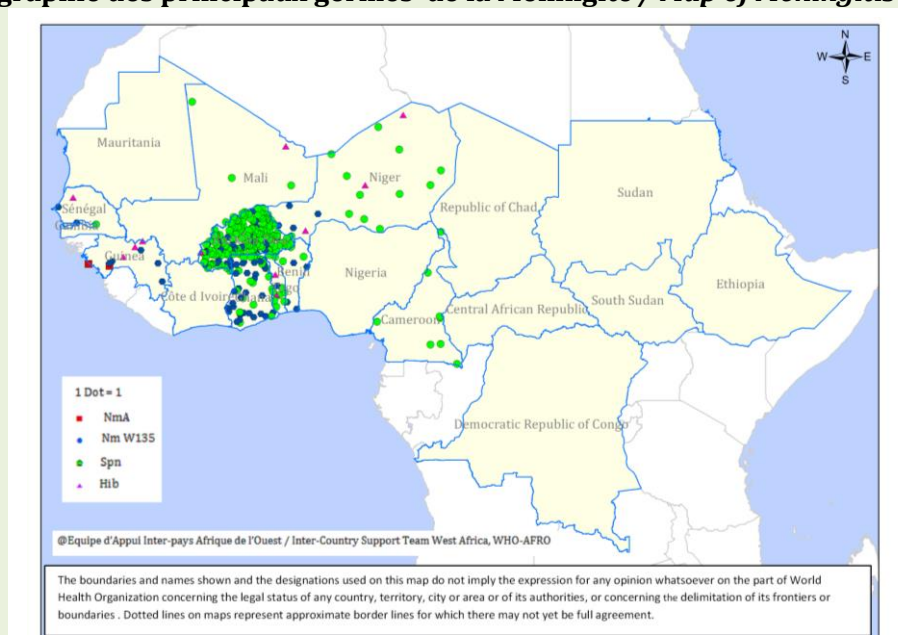 graphie des principaux germes de la Méningite / Map of Meningitis
N
W E
S
Mauritania
Mali
Niger
Sénégal
Republic of Chad
Sudan
Guinea
Benin
Nigeria
Côte d Ivoire
Ghana
Togo
Cameroon
Central African Republic
South Sudan
Ethiopia
Democratic Republic of Congo
1 Dot = 1
NmA
Nm W135
Spn
Hib
@Equipe d'Appui Inter-pays Afrique de l'Ouest / Inter-Country Support Team West Africa, WHO-AFRO
The boundaries and names shown and the designations used on this map do not imply the expression for any opinion whatsoever on the part of World
Health Organization concerning the legal status of any country, territory, city or area or of its authorities, or concerning the delimitation of its frontiers or
boundaries . Dotted lines on maps represent approximate border lines for which there may not yet be full agreement.